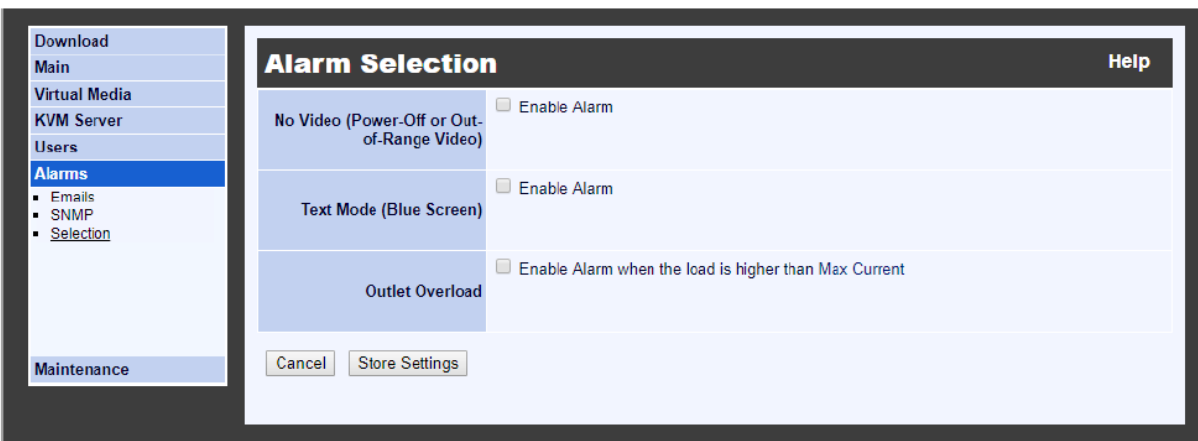 Download
Main
Virtual Media
KVM Server
Users
Alarms
Emails
SNMP
Selection
Maintenance
Alarm Selection
Help
No Video (Power-Off or Out-
of-Range Video)
Enable Alarm
Text Mode (Blue Screen)
Enable Alarm
Outlet Overload
Enable Alarm when the load is higher than Max Current
Cancel
Store Settings